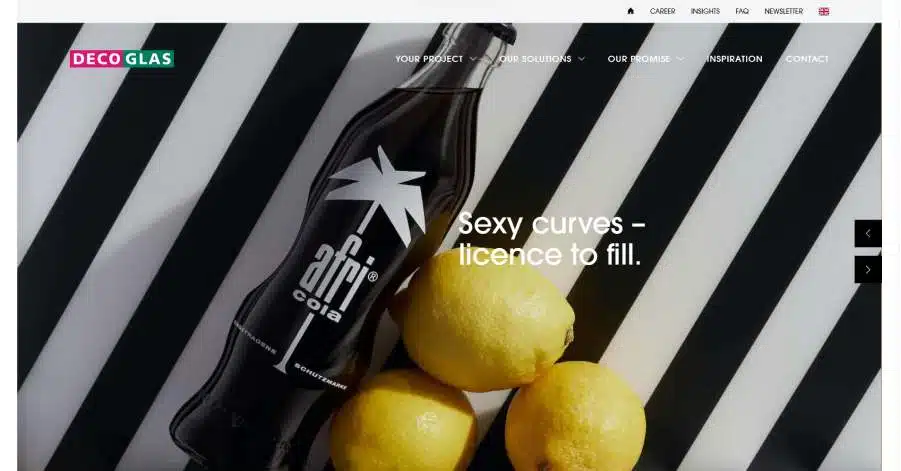 CAREER INSIGHTS FAQ NEWSLETTER
DECO GLAS
YOUR PROJECT OUR SOLUTIONS OUR PROMISE INSPIRATION CONTACT
Sexy curves –
licence to fill.
afri®
cola
SCHUTZMARKE